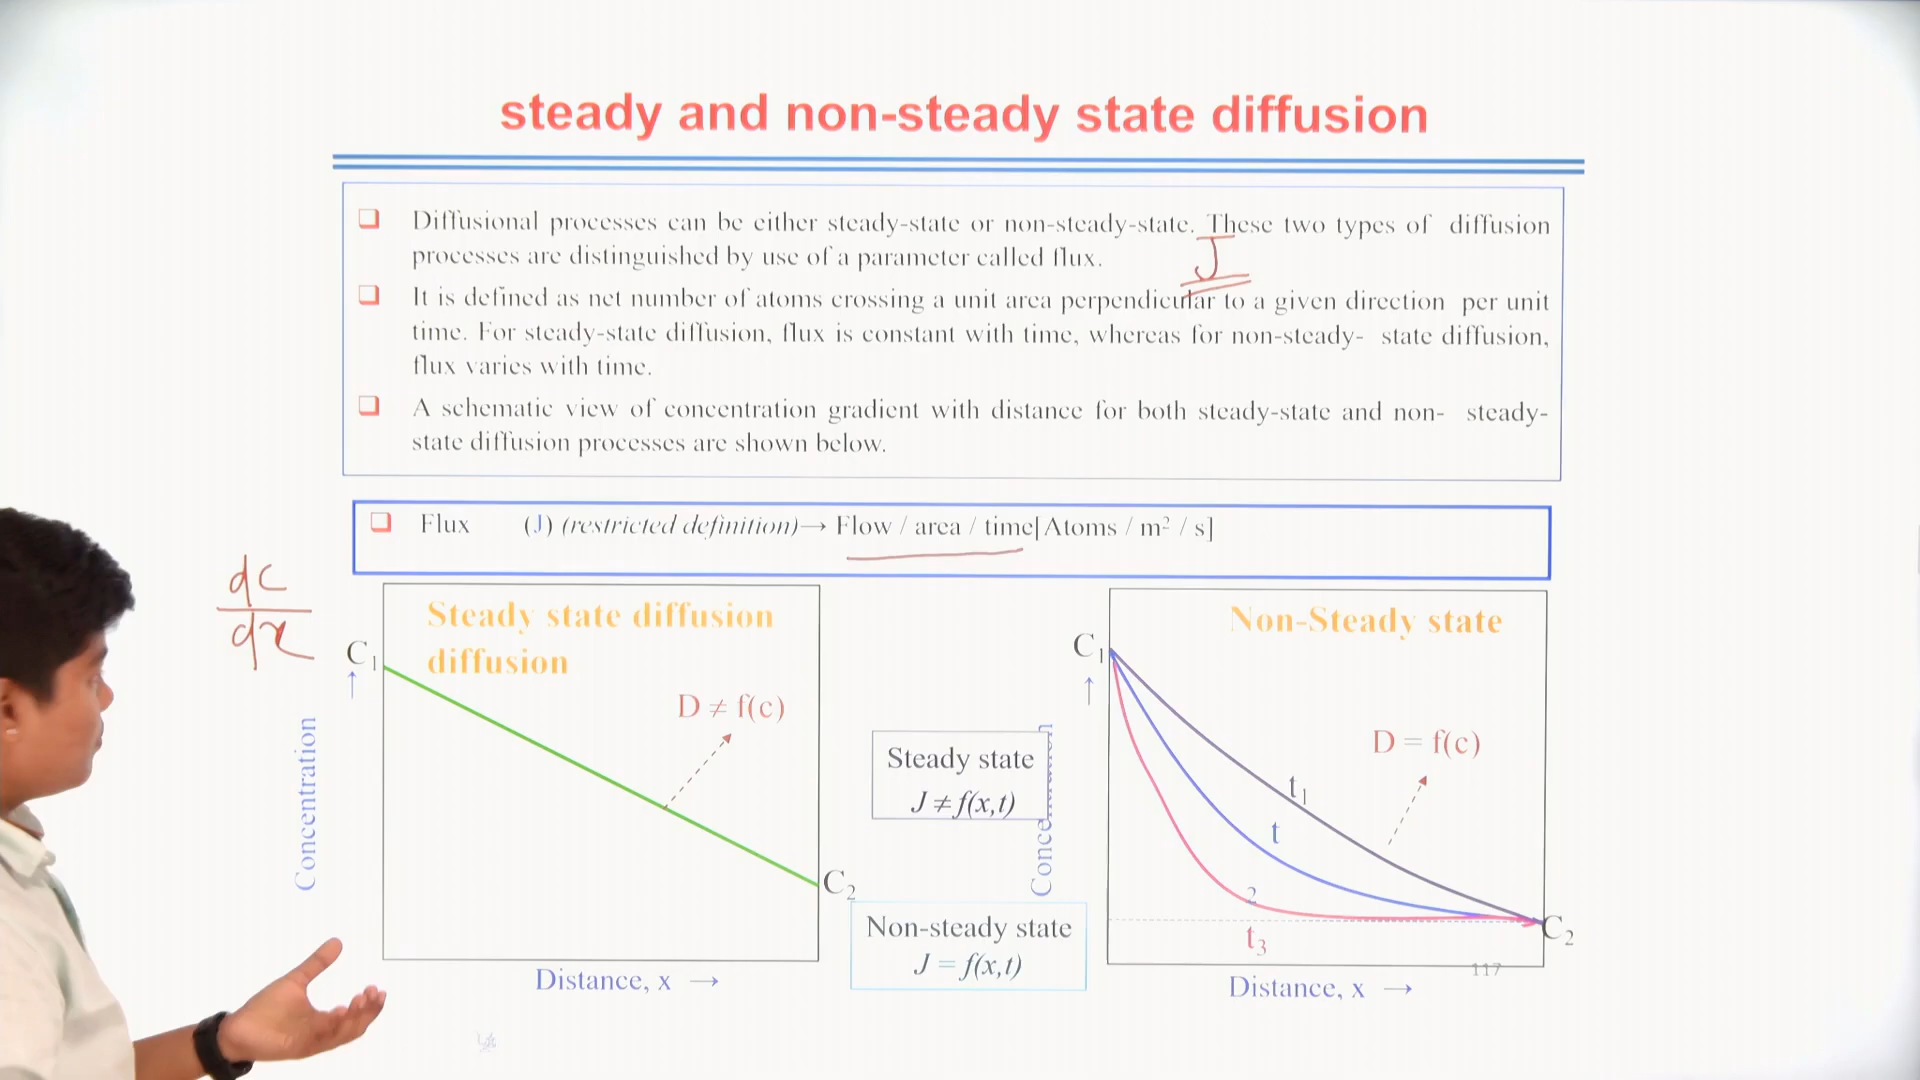 steady and non-steady state diffusion
❑ Diffusional processes can be either steady-state or non-steady-state. These two types of diffusion
processes are distinguished by use of a parameter called flux.
J
❑ It is defined as net number of atoms crossing a unit area perpendicular to a given direction per unit
time. For steady-state diffusion, flux is constant with time, whereas for non-steady- state diffusion,
flux varies with time.
❑ A schematic view of concentration gradient with distance for both steady-state and non- steady-
state diffusion processes are shown below.
❑ Flux (J) (restricted definition)→ Flow / area / time[Atoms / m² / s]
dc
dx
Steady state diffusion
diffusion
C₁
↑
Concentration
D ≠ f(c)
C₂
Distance, x →
Steady state
J ≠ f(x,t)
Non-steady state
J = f(x,t)
Non-Steady state
C₁
↑
Concentration
D = f(c)
t₁
t
2
t₃
C₂
117
Distance, x →